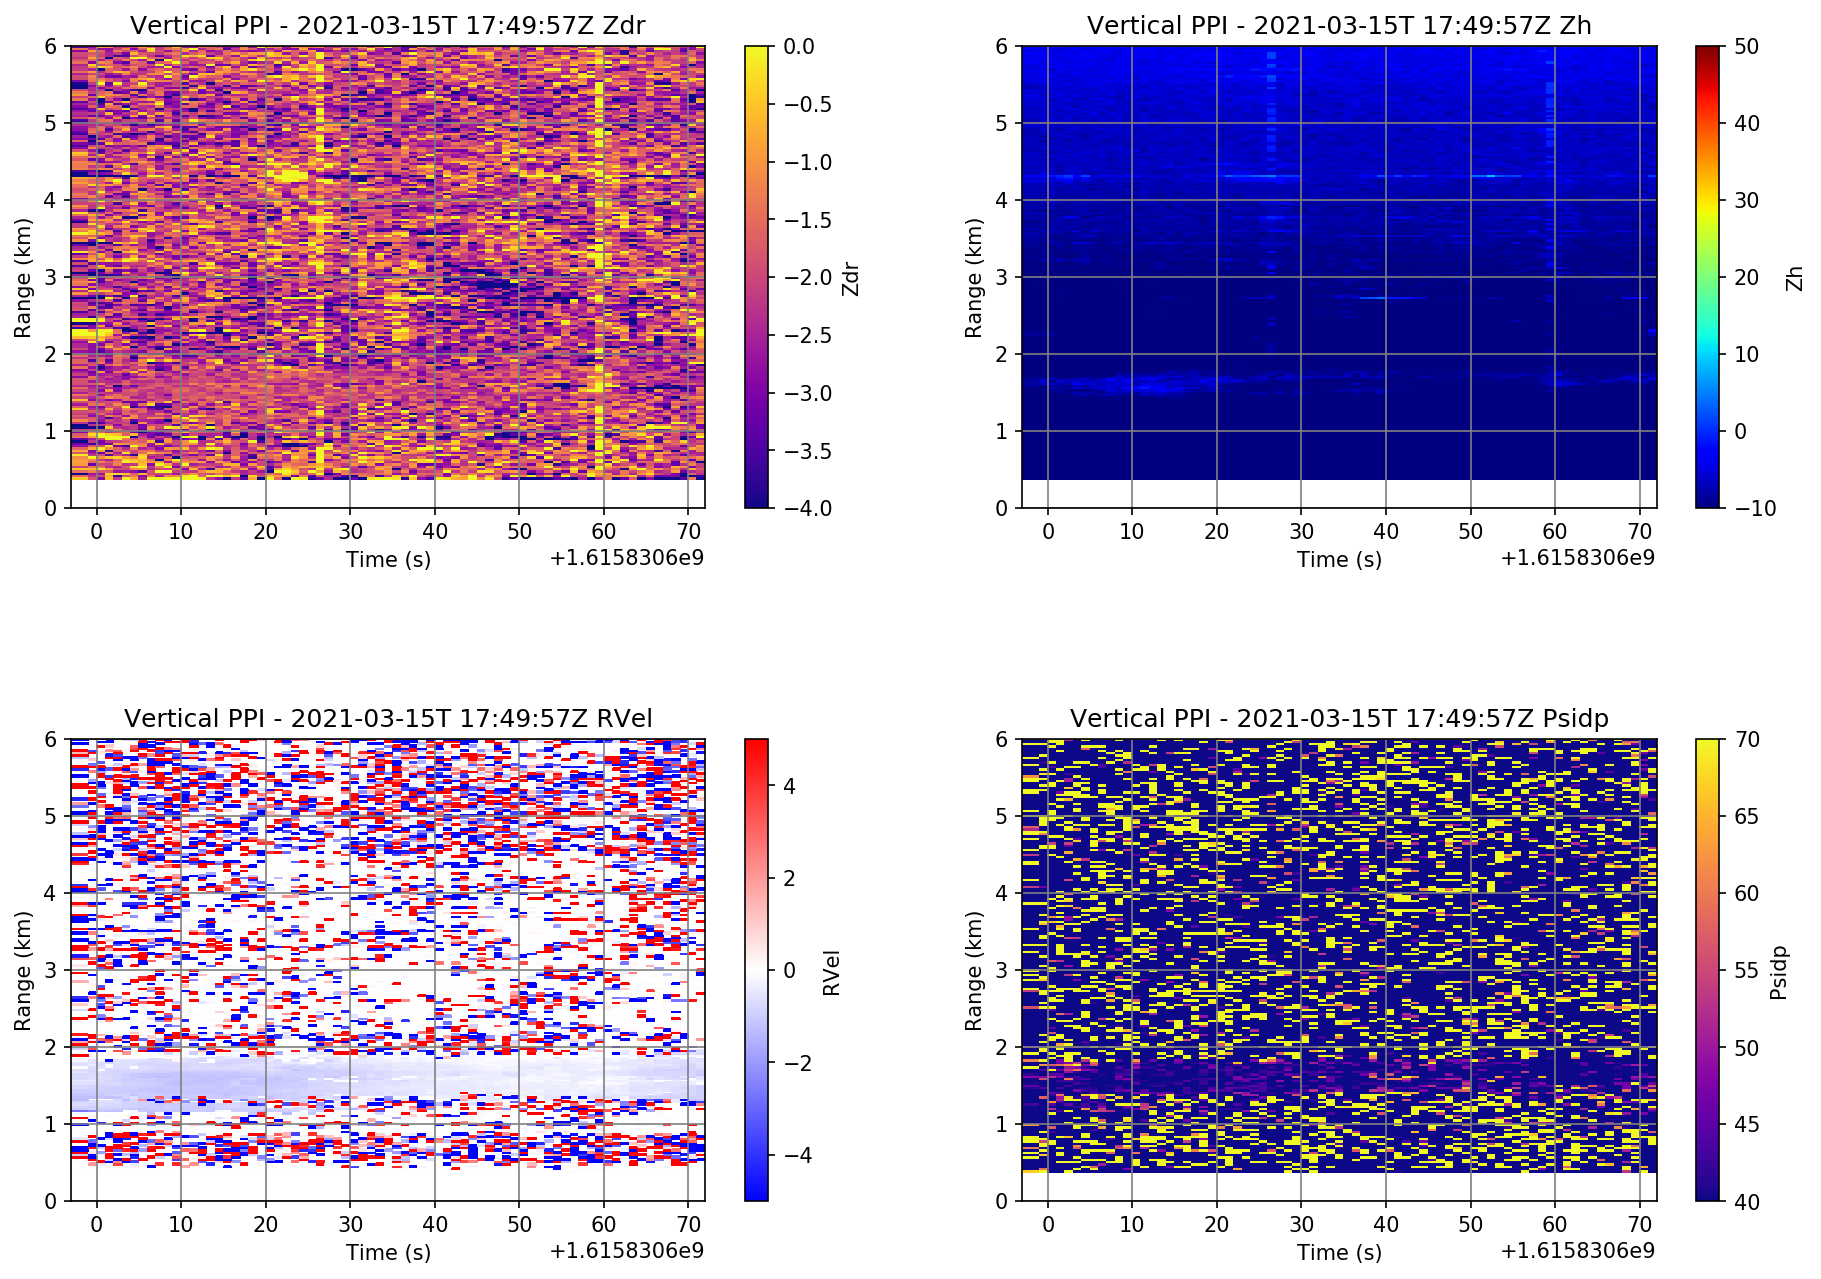 Vertical PPI - 2021-03-15T 17:49:57Z Zdr
6
5
4
3
2
1
0
Range (km)
0 10 20 30 40 50 60 70
Time (s)
+1.6158306e9
0.0
−0.5
−1.0
−1.5
−2.0
−2.5
−3.0
−3.5
−4.0
Zdr
Vertical PPI - 2021-03-15T 17:49:57Z Zh
6
5
4
3
2
1
0
Range (km)
0 10 20 30 40 50 60 70
Time (s)
+1.6158306e9
50
40
30
20
10
0
−10
Zh
Vertical PPI - 2021-03-15T 17:49:57Z RVel
6
5
4
3
2
1
0
Range (km)
0 10 20 30 40 50 60 70
Time (s)
+1.6158306e9
4
2
0
−2
−4
RVel
Vertical PPI - 2021-03-15T 17:49:57Z Psidp
6
5
4
3
2
1
0
Range (km)
0 10 20 30 40 50 60 70
Time (s)
+1.6158306e9
70
65
60
55
50
45
40
Psidp